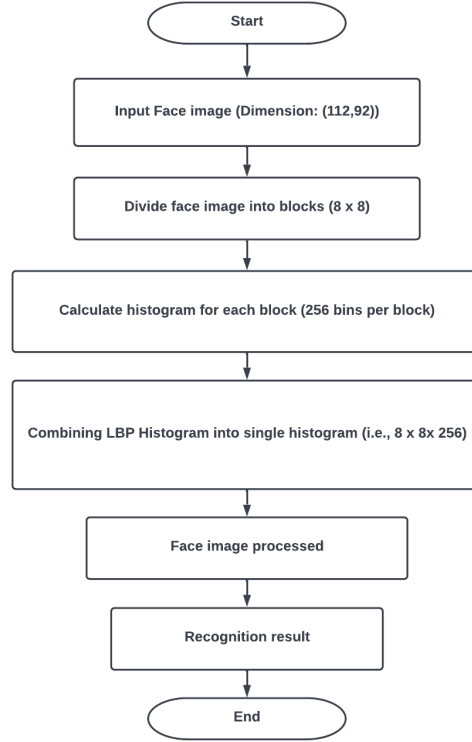 Start
Input Face image (Dimension: (112,92))
Divide face image into blocks (8 x 8)
Calculate histogram for each block (256 bins per block)
Combining LBP Histogram into single histogram (i.e., 8 x 8x 256)
Face image processed
Recognition result
End